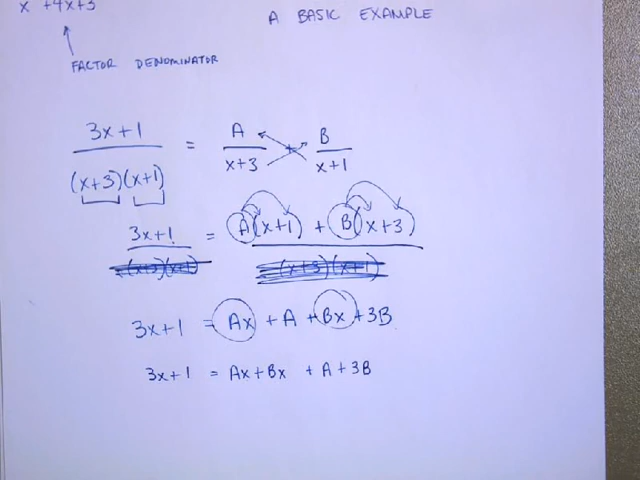 x +4x+3
A BASIC EXAMPLE
FACTOR DENOMINATOR
3x+1 / (x+3)(x+1) = A / x+3 + B / x+1
3x+1 / (x+3)(x+1) = A(x+1) + B(x+3) / (x+3)(x+1)
3x+1 = Ax + A + Bx + 3B
3x+1 = Ax+Bx + A+3B